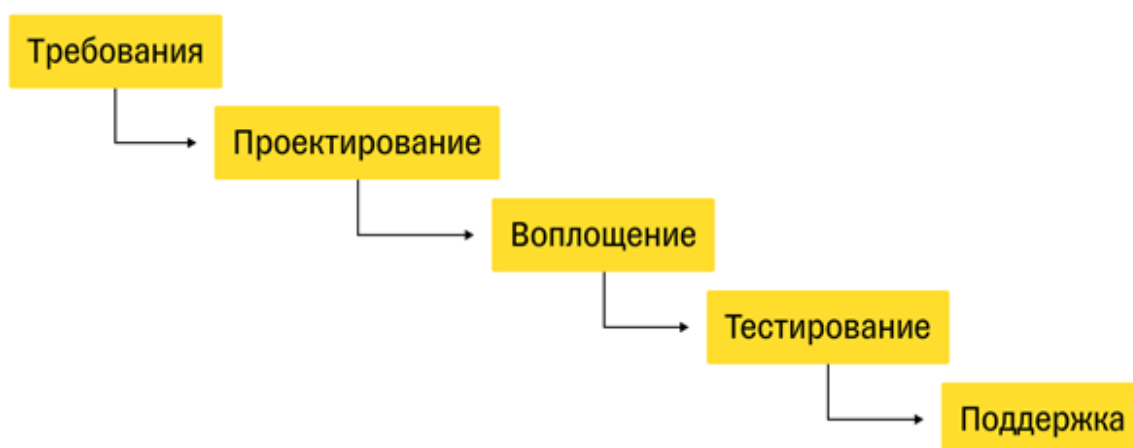 Требования
Проектирование
Воплощение
Тестирование
Поддержка